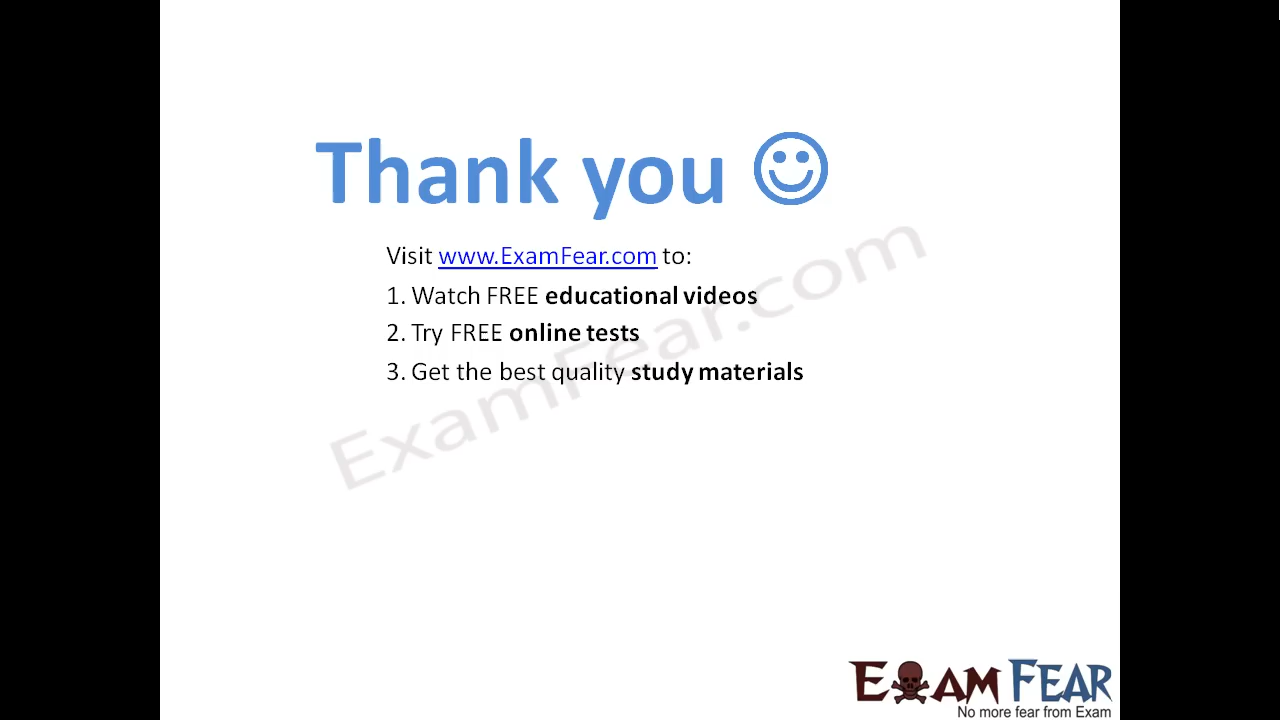 Thank you ☺
Visit www.ExamFear.com to:
1. Watch FREE educational videos
2. Try FREE online tests
3. Get the best quality study materials
ExamFear.com
EXAM FEAR
No more fear from Exam